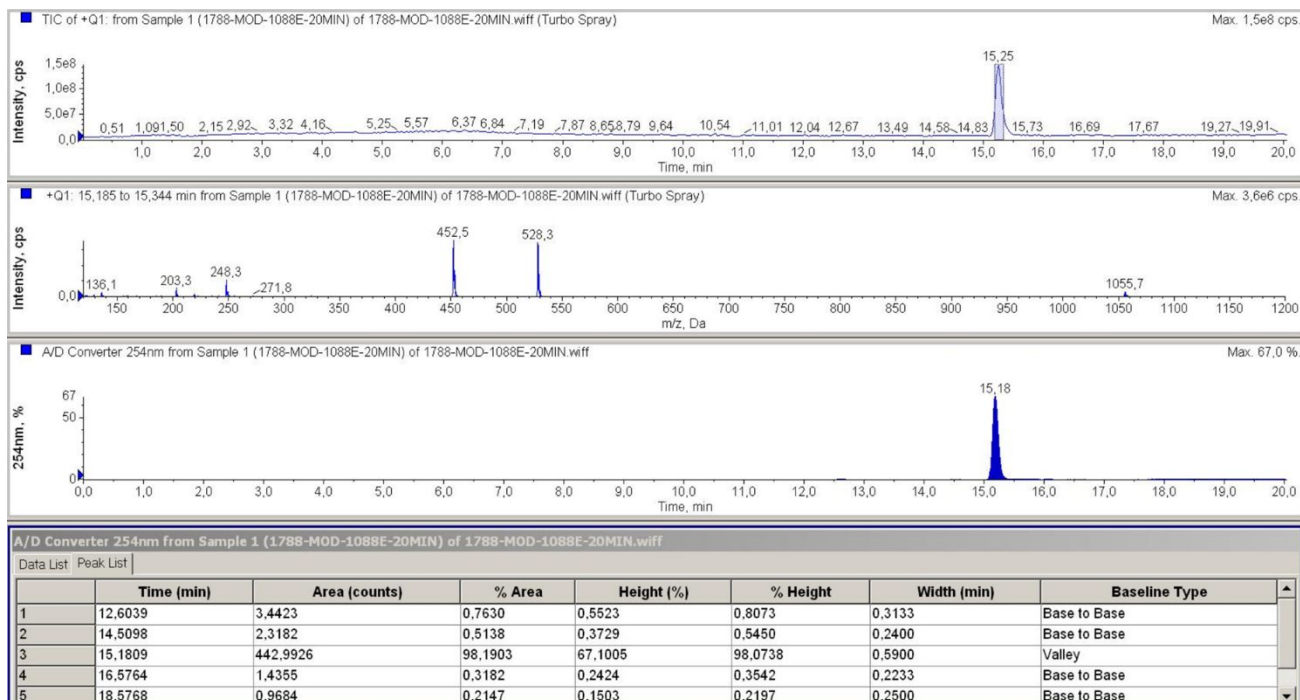 TIC of +Q1: from Sample 1 (1788-MOD-1088E-20MIN) of 1788-MOD-1088E-20MIN.wiff (Turbo Spray) Max. 1,5e8 cps.
Intensity, cps
1,5e8
1,0e8
5,0e7
0,0
15,25
0,51 1,09 1,50 2,15 2,92 3,32 4,16 5,25 5,57 6,37 6,84 7,19 7,87 8,65 8,79 9,64 10,54 11,01 12,04 12,67 13,49 14,58 14,83 15,73 16,69 17,67 19,27 19,91
1,0 2,0 3,0 4,0 5,0 6,0 7,0 8,0 9,0 10,0 11,0 12,0 13,0 14,0 15,0 16,0 17,0 18,0 19,0 20,0
Time, min
+Q1: 15,185 to 15,344 min from Sample 1 (1788-MOD-1088E-20MIN) of 1788-MOD-1088E-20MIN.wiff (Turbo Spray) Max. 3,6e6 cps.
Intensity, cps
0,0
136,1 203,3 248,3 271,8 452,5 528,3 1055,7
150 200 250 300 350 400 450 500 550 600 650 700 750 800 850 900 950 1000 1050 1100 1150 1200
m/z, Da
A/D Converter 254nm from Sample 1 (1788-MOD-1088E-20MIN) of 1788-MOD-1088E-20MIN.wiff Max. 67,0 %.
254nm, %
67
50
0
15,18
0,0 1,0 2,0 3,0 4,0 5,0 6,0 7,0 8,0 9,0 10,0 11,0 12,0 13,0 14,0 15,0 16,0 17,0 18,0 19,0 20,0
Time, min
A/D Converter 254nm from Sample 1 (1788-MOD-1088E-20MIN) of 1788-MOD-1088E-20MIN.wiff
Data List Peak List
Time (min) Area (counts) % Area Height (%) % Height Width (min) Baseline Type
1 12,6039 3,4423 0,7630 0,5523 0,8073 0,3133 Base to Base
2 14,5098 2,3182 0,5138 0,3729 0,5450 0,2400 Base to Base
3 15,1809 442,9926 98,1903 67,1005 98,0738 0,5900 Valley
4 16,5764 1,4355 0,3182 0,2424 0,3542 0,2233 Base to Base
5 18,5768 0,9684 0,2147 0,1503 0,2197 0,2500 Base to Base